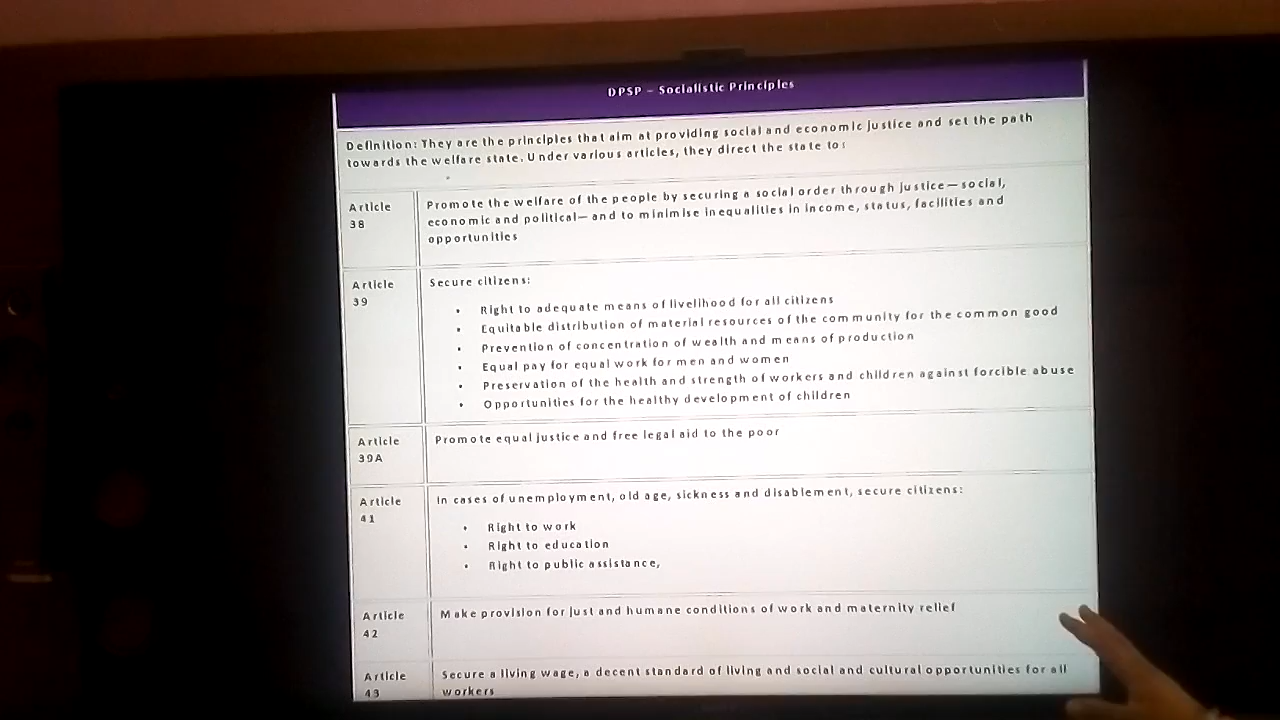 DPSP – Socialistic Principles
Definition: They are the principles that aim at providing social and economic justice and set the path
towards the welfare state. Under various articles, they direct the state to:
Article
38
Promote the welfare of the people by securing a social order through justice—social,
economic and political—and to minimise inequalities in income, status, facilities and
opportunities
Article
39
Secure citizens:
• Right to adequate means of livelihood for all citizens
• Equitable distribution of material resources of the community for the common good
• Prevention of concentration of wealth and means of production
• Equal pay for equal work for men and women
• Preservation of the health and strength of workers and children against forcible abuse
• Opportunities for the healthy development of children
Article
39A
Promote equal justice and free legal aid to the poor
Article
41
In cases of unemployment, old age, sickness and disablement, secure citizens:
• Right to work
• Right to education
• Right to public assistance,
Article
42
Make provision for just and humane conditions of work and maternity relief
Article
43
Secure a living wage, a decent standard of living and social and cultural opportunities for all
workers